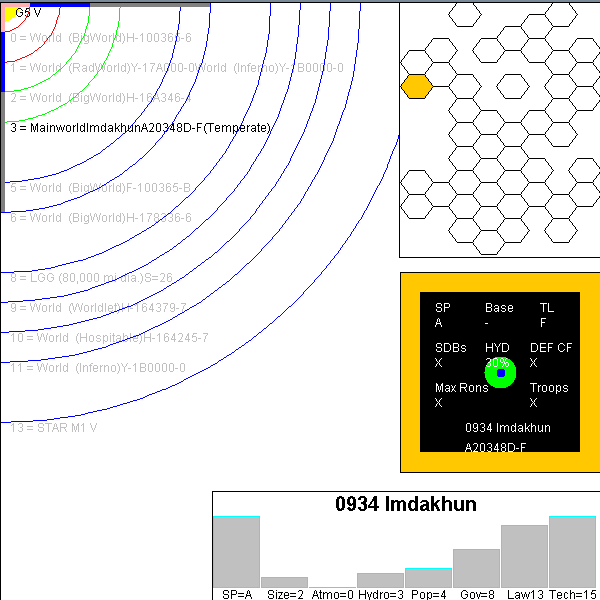 G5 V
0 = World (BigWorld)H-100365-6
1 = World (RadWorld)Y-17A000-0World (Inferno)Y-1B0000-0
2 = World (BigWorld)H-16A346-4
3 = MainworldImdakhunA20348D-F(Temperate)
5 = World (BigWorld)F-100365-B
6 = World (BigWorld)H-178336-6
8 = LGG (80,000 mi dia.)S=26
9 = World (Worldlet)H-164379-7
10 = World (Hospitable)H-164245-7
11 = World (Inferno)Y-1B0000-0
13 = STAR M1 V
SP Base TL
A - F
SDBs HYD DEF CF
X 30% X
Max Rons Troops
X X
0934 Imdakhun
A20348D-F
0934 Imdakhun
SP=A Size=2 Atmo=0 Hydro=3 Pop=4 Gov=8 Law13 Tech=15